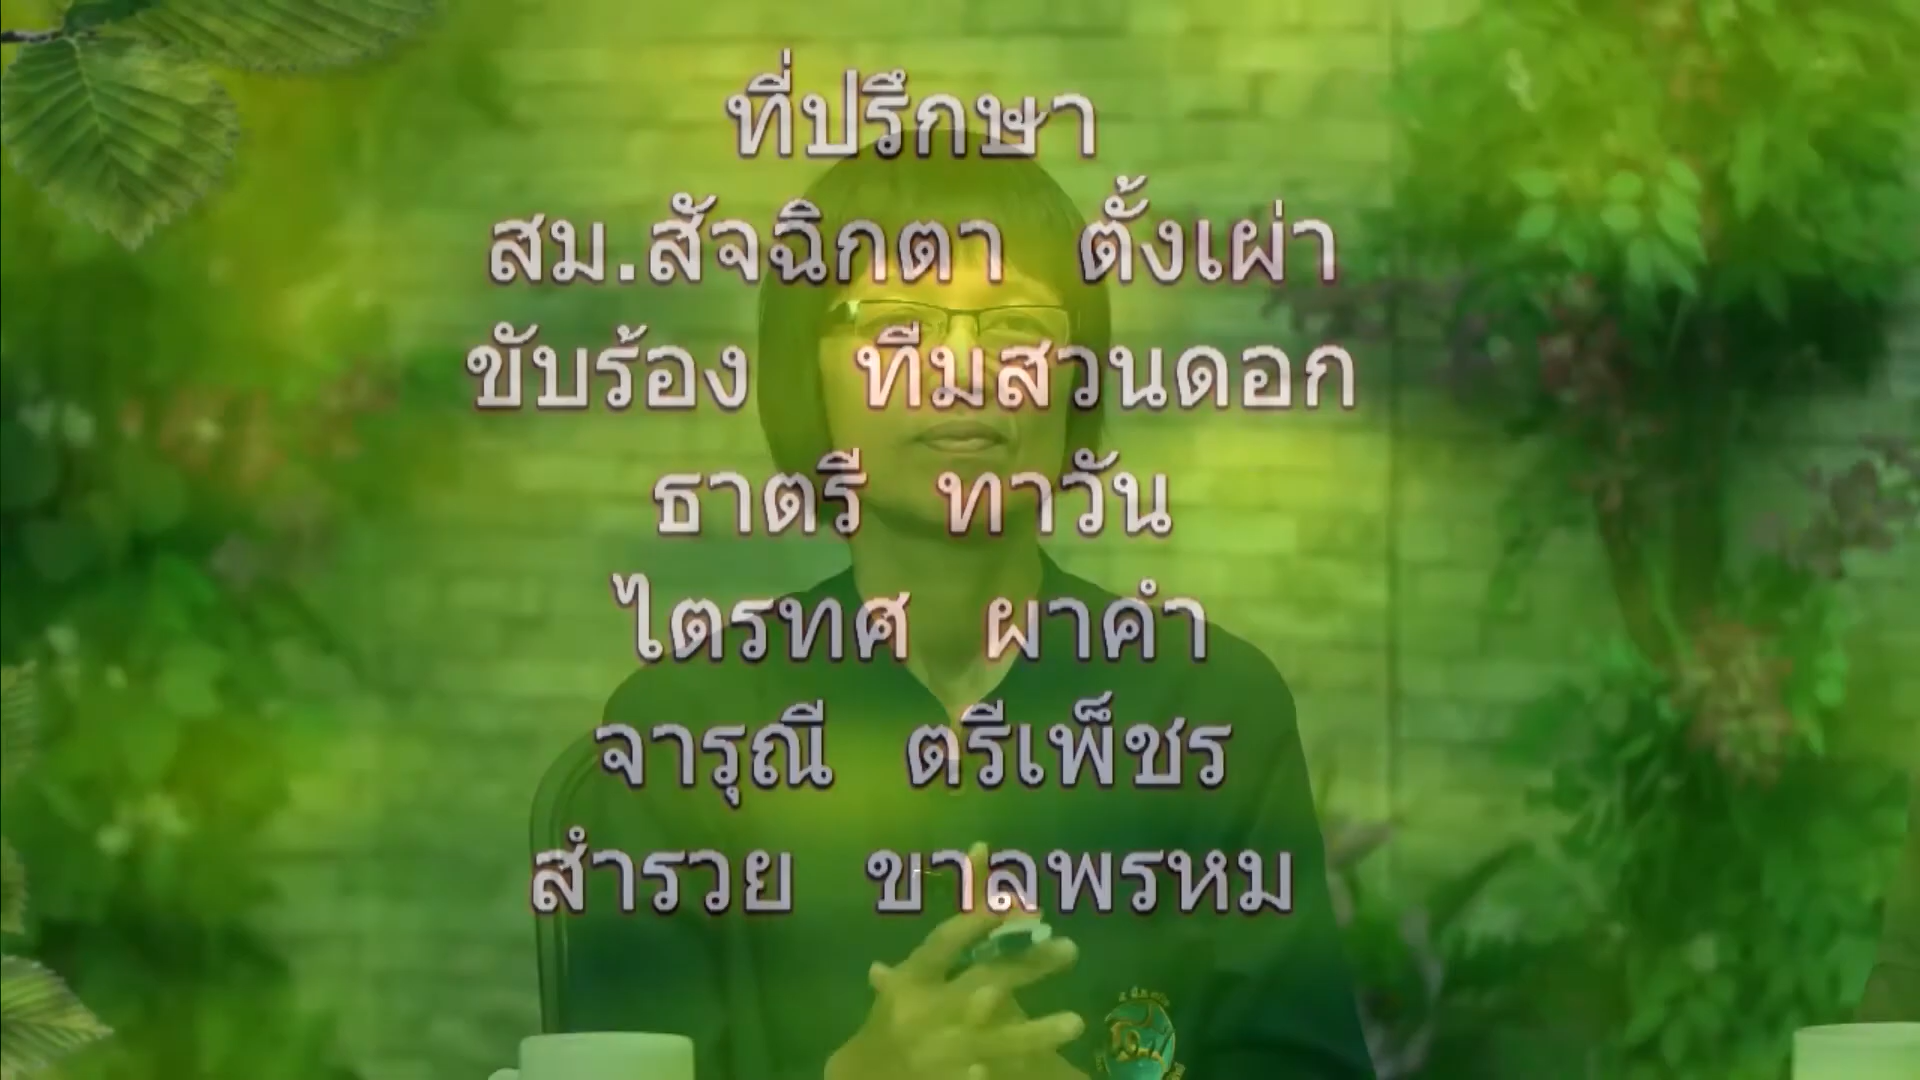 ที่ปรึกษา
สม.สัจฉิกตา ตั้งเผ่า
ขับร้อง ทีมสวนดอก
ธาตรี ทาวัน
ไตรทศ ผาคำ
จารุณี ตรีเพ็ชร
สำรวย ขาลพรหม